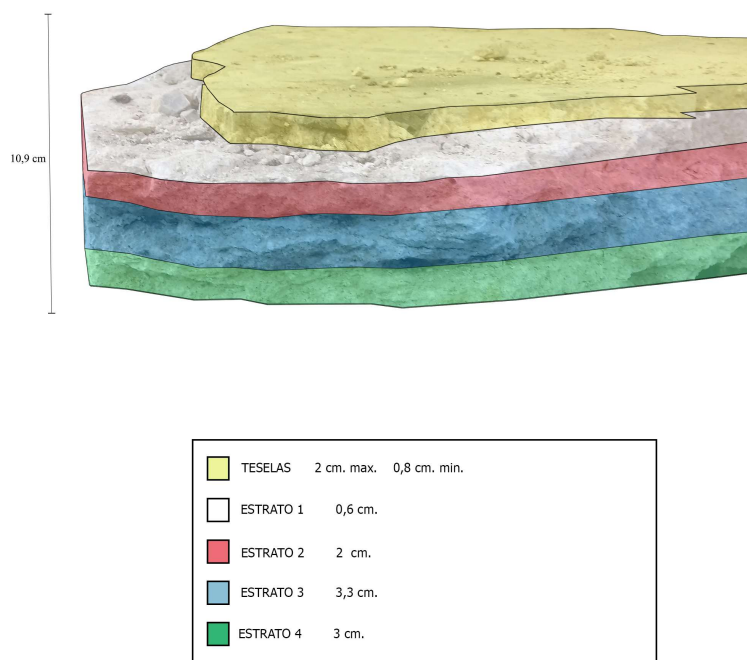 10,9 cm
TESELAS 2 cm. max. 0,8 cm. min.
ESTRATO 1 0,6 cm.
ESTRATO 2 2 cm.
ESTRATO 3 3,3 cm.
ESTRATO 4 3 cm.